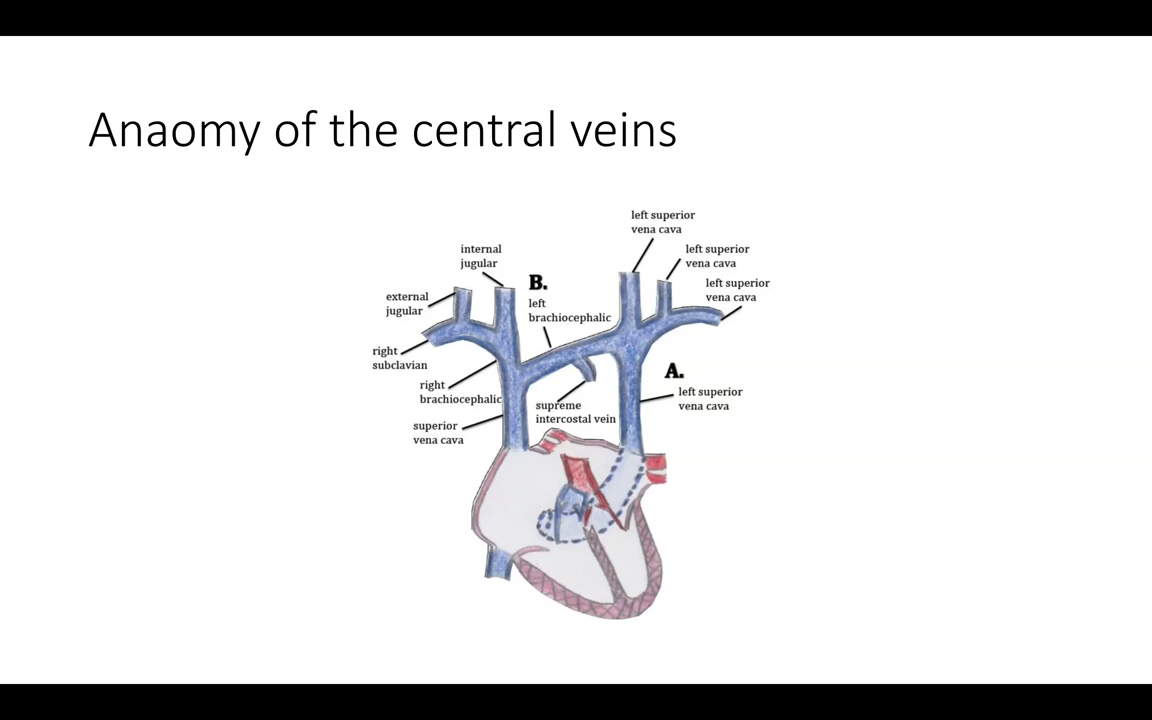 Anaomy of the central veins
left superior
vena cava
internal
jugular
B.
left superior
vena cava
external
jugular
left
brachiocephalic
left superior
vena cava
right
subclavian
A.
right
brachiocephalic
left superior
vena cava
supreme
intercostal vein
superior
vena cava